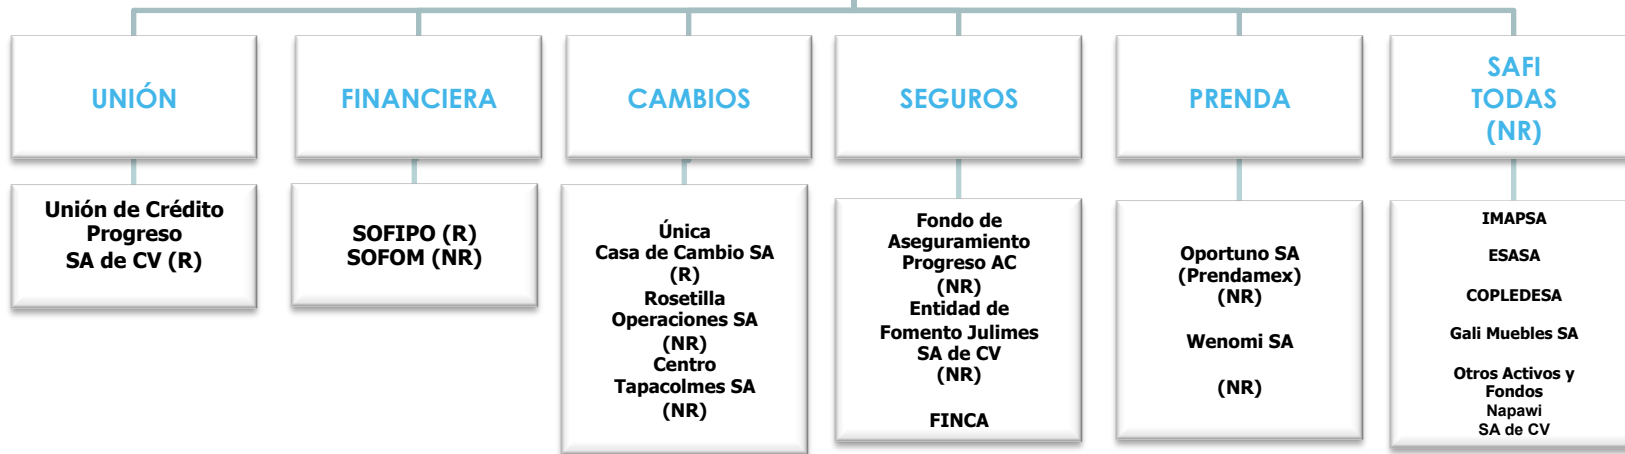 UNIÓN
FINANCIERA
CAMBIOS
SEGUROS
PRENDA
SAFI
TODAS
(NR)
Unión de Crédito
Progreso
SA de CV (R)
SOFIPO (R)
SOFOM (NR)
Única
Casa de Cambio SA
(R)
Rosetilla
Operaciones SA
(NR)
Centro
Tapacolmes SA
(NR)
Fondo de
Aseguramiento
Progreso AC
(NR)
Entidad de
Fomento Julimes
SA de CV
(NR)
FINCA
Oportuno SA
(Prendamex)
(NR)
Wenomi SA
(NR)
IMAPSA
ESASA
COPLEDESA
Gali Muebles SA
Otros Activos y
Fondos
Napawi
SA de CV